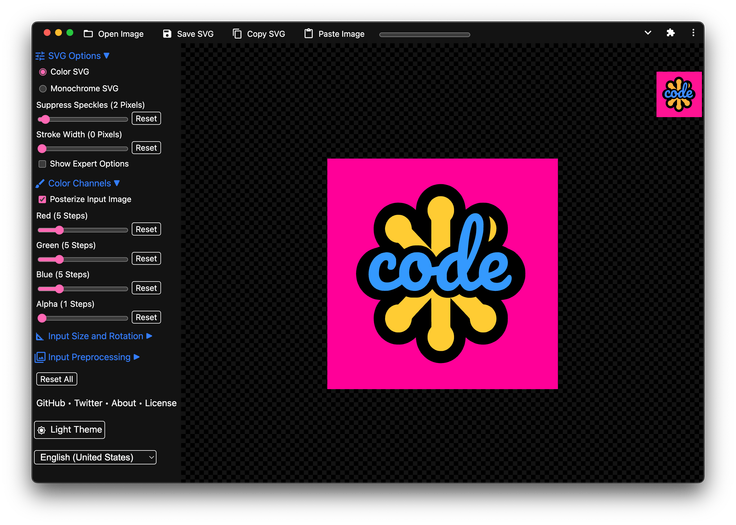 Open Image
Save SVG
Copy SVG
Paste Image
SVG Options ▼
Color SVG
Monochrome SVG
Suppress Speckles (2 Pixels)
Reset
Stroke Width (0 Pixels)
Reset
Show Expert Options
Color Channels ▼
Posterize Input Image
Red (5 Steps)
Reset
Green (5 Steps)
Reset
Blue (5 Steps)
Reset
Alpha (1 Steps)
Reset
Input Size and Rotation ▶
Input Preprocessing ▶
Reset All
GitHub • Twitter • About • License
Light Theme
English (United States)
code
code